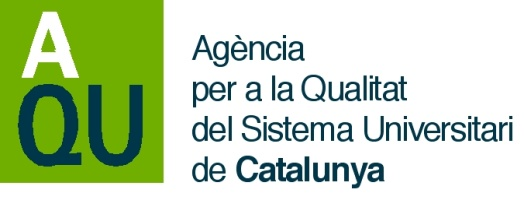 A
QU
Agència
per a la Qualitat
del Sistema Universitari
de Catalunya